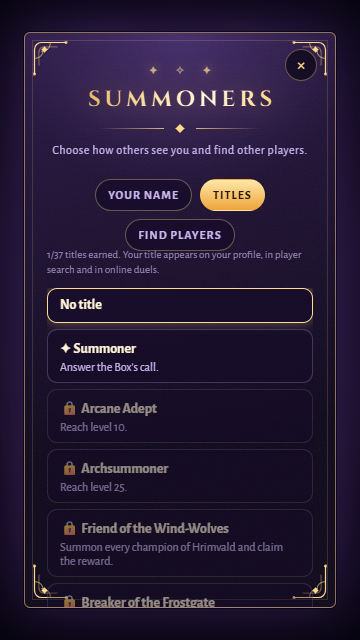 SUMMONERS
Choose how others see you and find other players.
YOUR NAME
TITLES
FIND PLAYERS
1/37 titles earned. Your title appears on your profile, in player
search and in online duels.
No title
✦ Summoner
Answer the Box's call.
🔒 Arcane Adept
Reach level 10.
🔒 Archsummoner
Reach level 25.
🔒 Friend of the Wind-Wolves
Summon every champion of Hrimvald and claim
the reward.
🔒 Breaker of the Frostgate